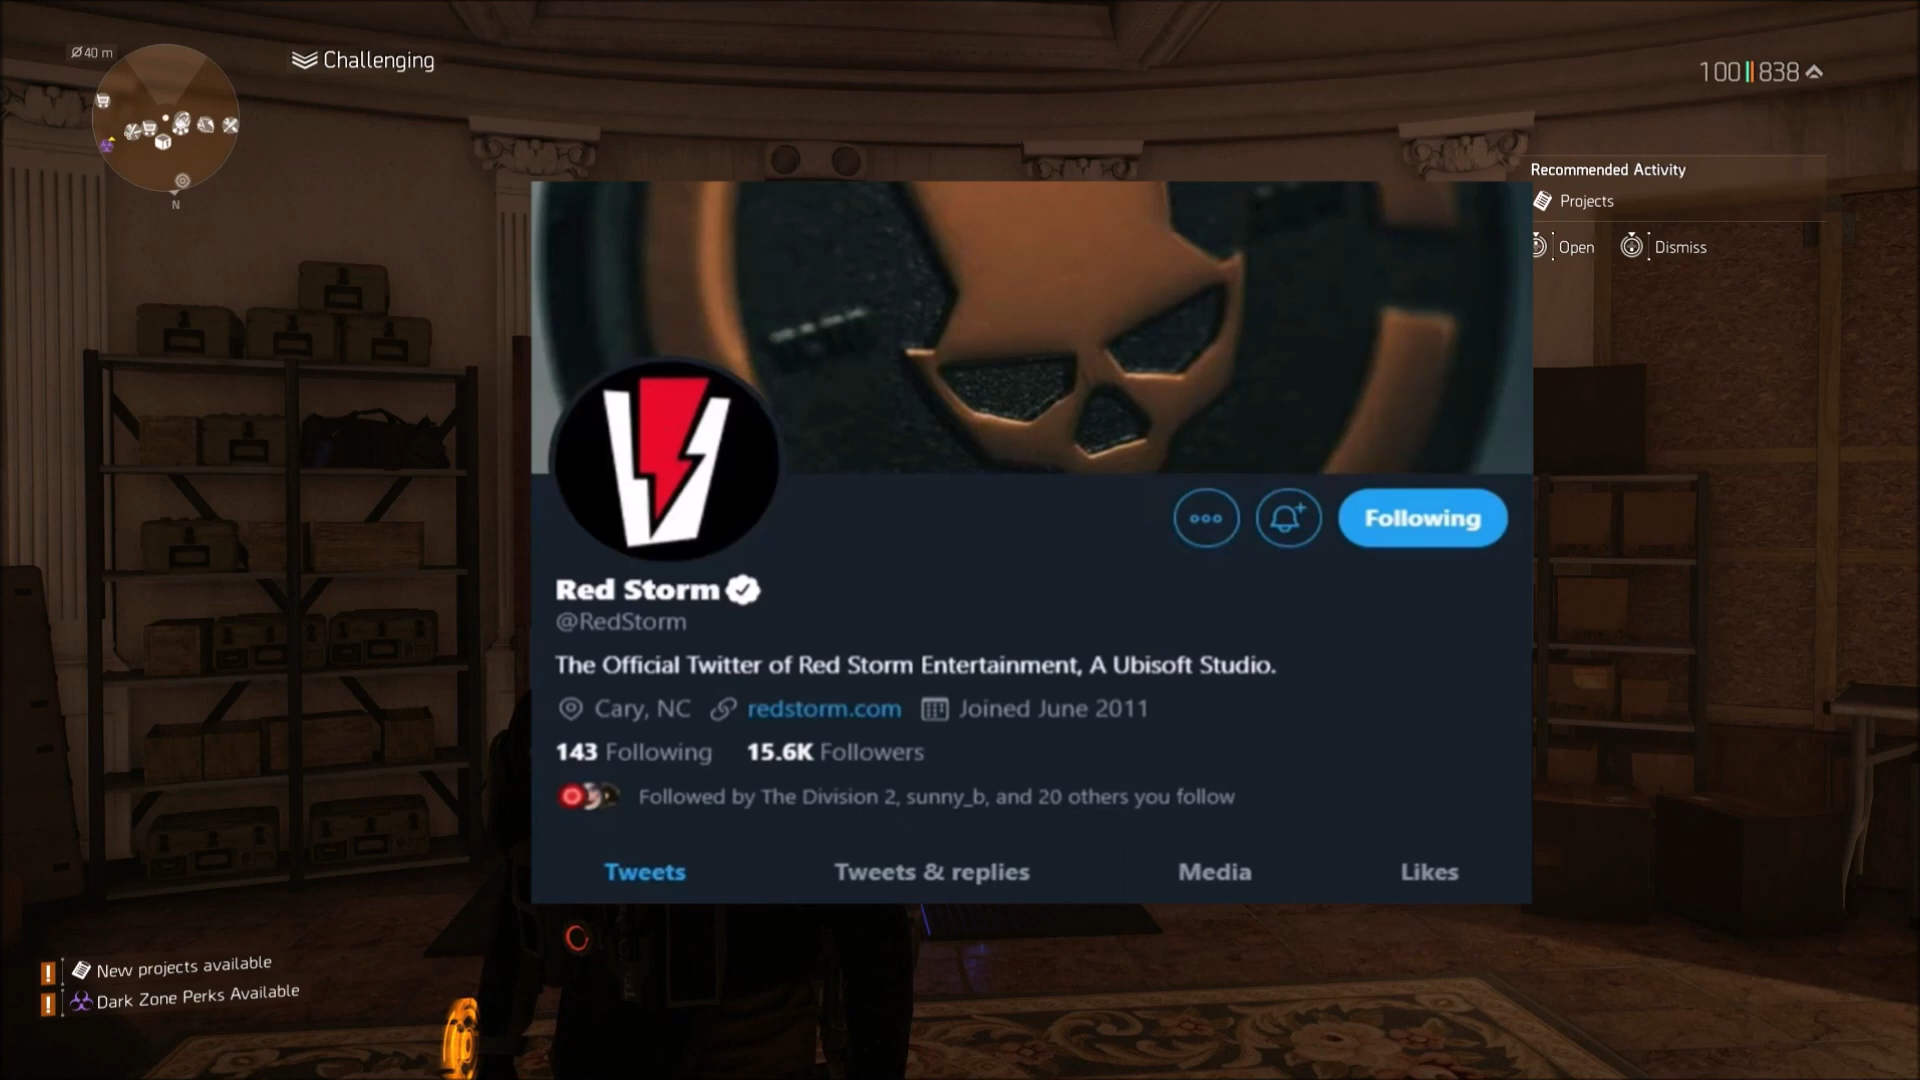 40 m
Challenging
100 838
N
Recommended Activity
Projects
Open Dismiss
Following
Red Storm
@RedStorm
The Official Twitter of Red Storm Entertainment, A Ubisoft Studio.
Cary, NC redstorm.com Joined June 2011
143 Following 15.6K Followers
Followed by The Division 2, sunny_b, and 20 others you follow
Tweets Tweets & replies Media Likes
! New projects available
! Dark Zone Perks Available